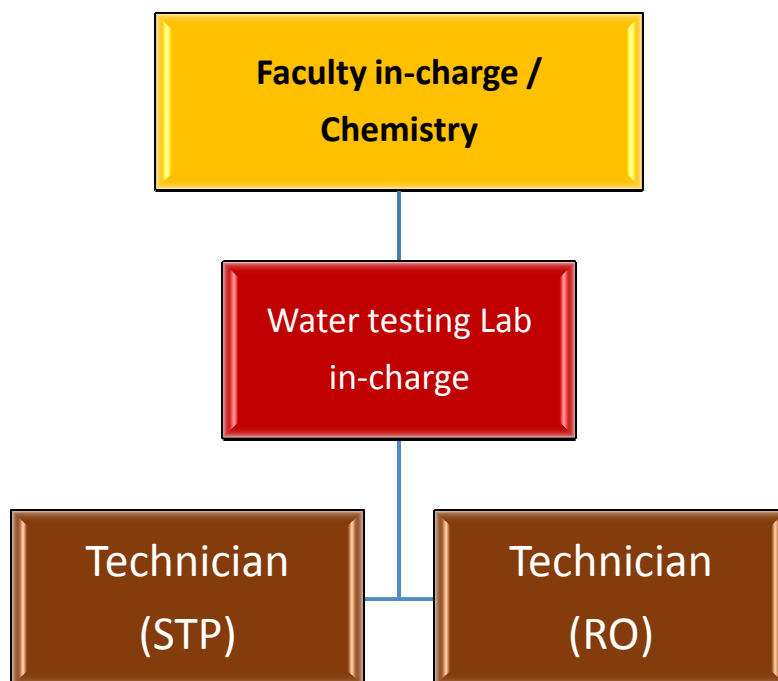 Faculty in-charge /
Chemistry
Water testing Lab
in-charge
Technician
(STP)
Technician
(RO)